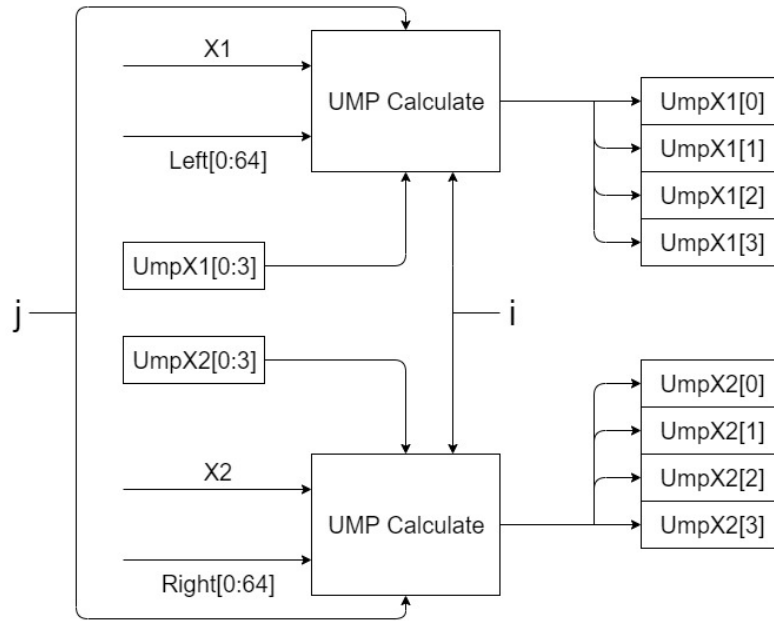 X1
UMP Calculate
Left[0:64]
UmpX1[0]
UmpX1[1]
UmpX1[2]
UmpX1[3]
UmpX1[0:3]
j
i
UmpX2[0:3]
X2
UMP Calculate
Right[0:64]
UmpX2[0]
UmpX2[1]
UmpX2[2]
UmpX2[3]